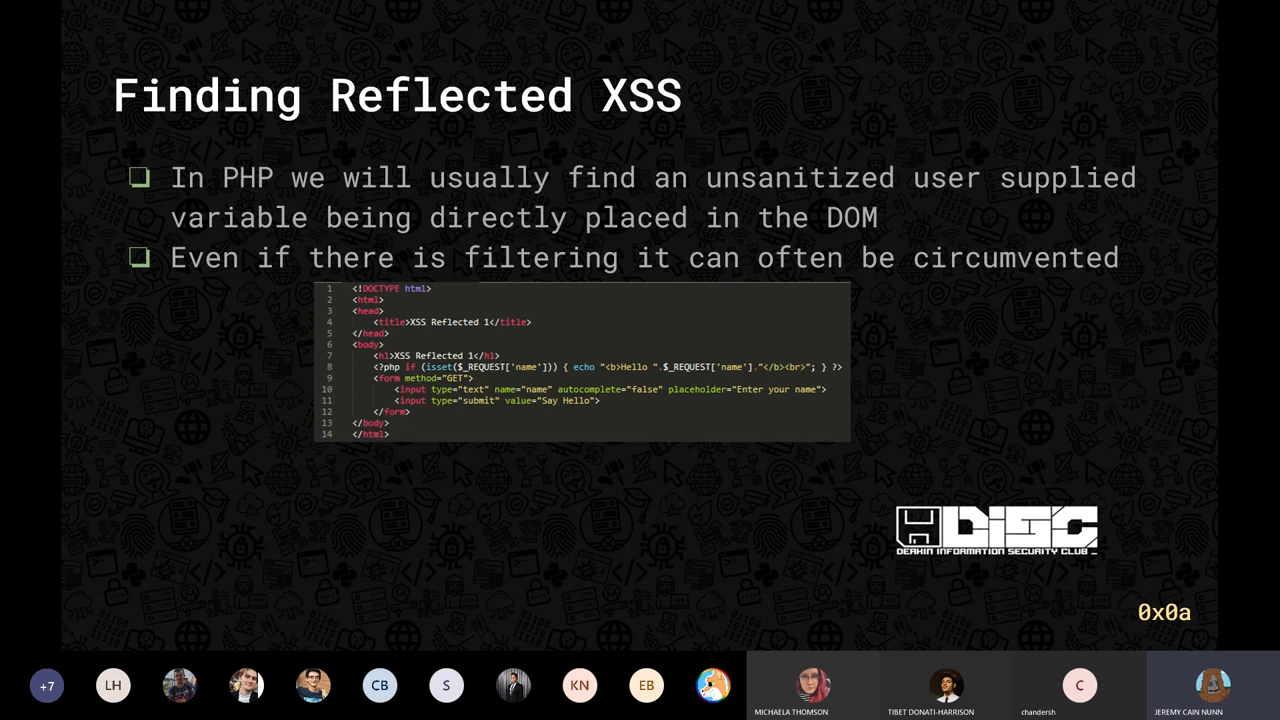 Finding Reflected XSS
In PHP we will usually find an unsanitized user supplied
variable being directly placed in the DOM
Even if there is filtering it can often be circumvented
1 <!DOCTYPE html>
2 <html>
3 <head>
4 <title>XSS Reflected 1</title>
5 </head>
6 <body>
7 <h1>XSS Reflected 1</h1>
8 <?php if (isset($_REQUEST['name'])) { echo "<b>Hello ".$_REQUEST['name']."</b><br>"; } ?>
9 <form method="GET">
10 <input type="text" name="name" autocomplete="false" placeholder="Enter your name">
11 <input type="submit" value="Say Hello">
12 </form>
13 </body>
14 </html>
DISC
DEAKIN INFORMATION SECURITY CLUB _
0x0a
+7 LH CB S KN EB C
MICHAELA THOMSON TIBET DONATI-HARRISON chandersh JEREMY CAIN NUNN